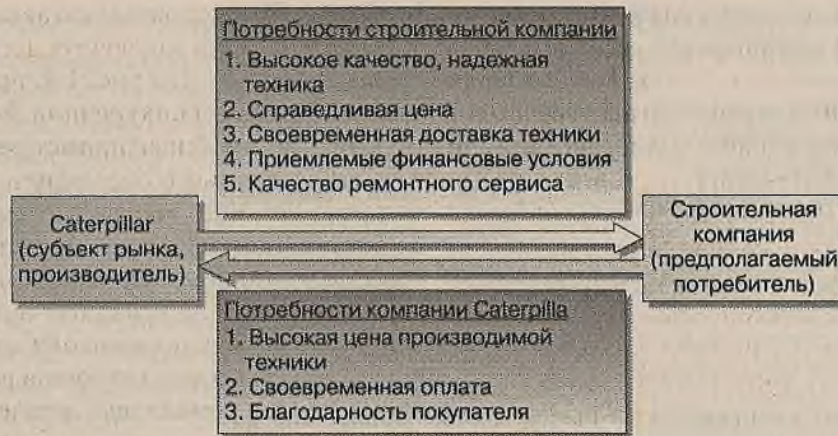 Потребности строительной компании
1. Высокое качество, надежная
техника
2. Справедливая цена
3. Своевременная доставка техники
4. Приемлемые финансовые условия
5. Качество ремонтного сервиса
Caterpillar
(субъект рынка,
производитель)
Строительная
компания
(предполагаемый
потребитель)
Потребности компании Caterpilla
1. Высокая цена производимой
техники
2. Своевременная оплата
3. Благодарность покупателя